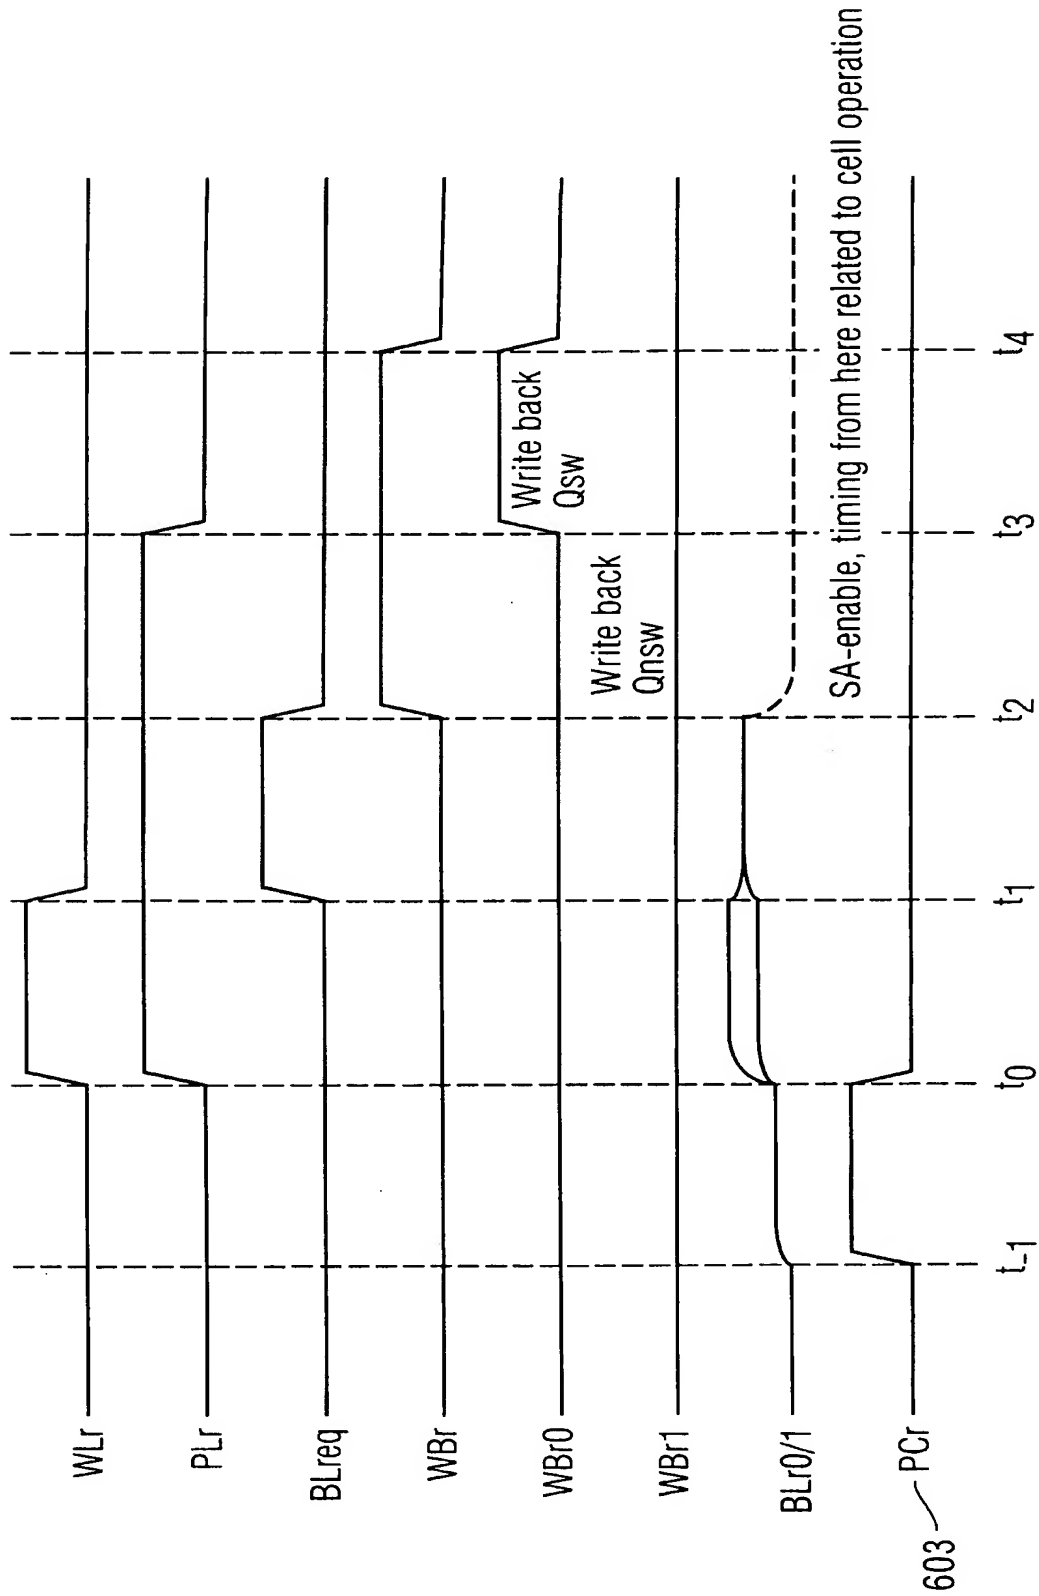 WLr
PLr
BLreq
WBr
WBr0
WBr1
BLr0/1
603
PCr
Write back
Qsw
Write back
Qnsw
SA-enable, timing from here related to cell operation
t-1
t0
t1
t2
t3
t4